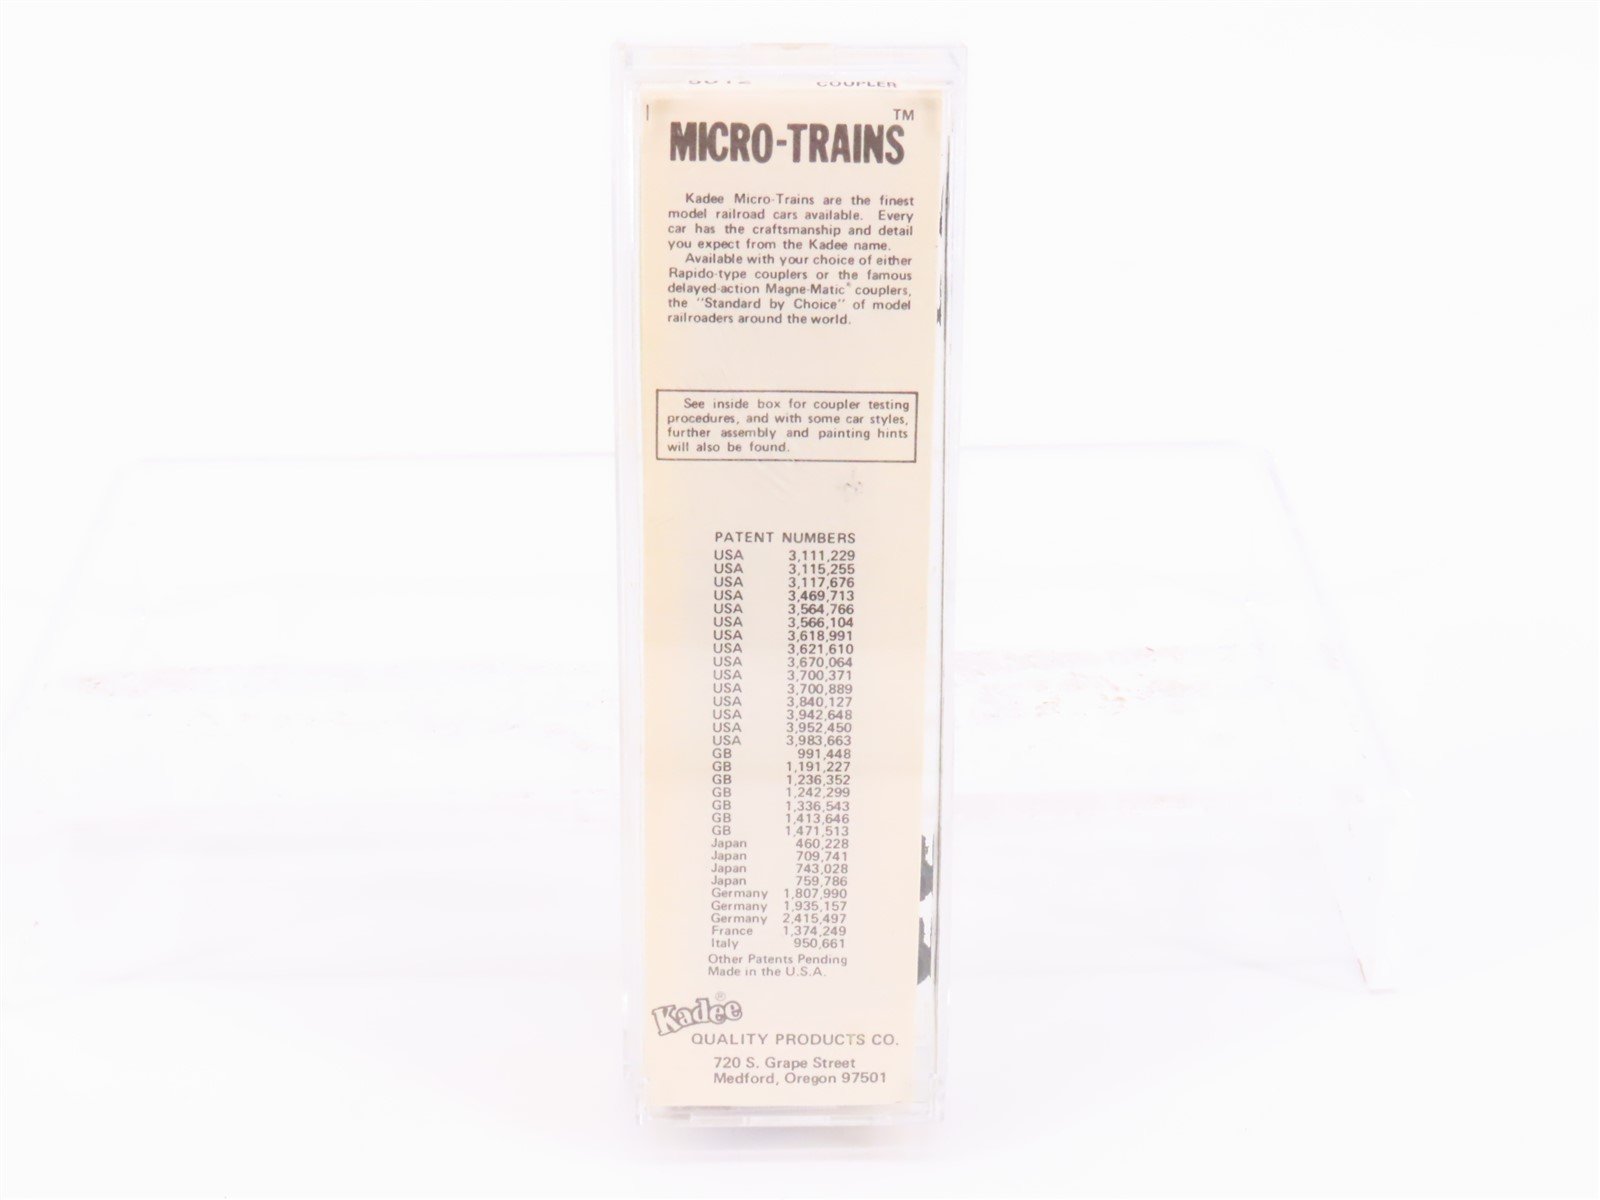 COUPLER
MICRO-TRAINS™
Kadee Micro-Trains are the finest
model railroad cars available. Every
car has the craftsmanship and detail
you expect from the Kadee name.
Available with your choice of either
Rapido-type couplers or the famous
delayed-action Magne-Matic® couplers,
the "Standard by Choice" of model
railroaders around the world.
See inside box for coupler testing
procedures, and with some car styles,
further assembly and painting hints
will also be found.
PATENT NUMBERS
USA 3,111,229
USA 3,115,255
USA 3,117,676
USA 3,469,713
USA 3,564,766
USA 3,566,104
USA 3,618,991
USA 3,621,610
USA 3,670,064
USA 3,700,371
USA 3,700,889
USA 3,840,127
USA 3,942,648
USA 3,952,450
USA 3,983,663
GB 991,448
GB 1,191,227
GB 1,236,352
GB 1,242,299
GB 1,336,543
GB 1,413,646
GB 1,471,513
Japan 460,228
Japan 709,741
Japan 743,028
Japan 759,786
Germany 1,807,990
Germany 1,935,157
Germany 2,415,497
France 1,374,249
Italy 950,661
Other Patents Pending
Made in the U.S.A.
Kadee®
QUALITY PRODUCTS CO.
720 S. Grape Street
Medford, Oregon 97501